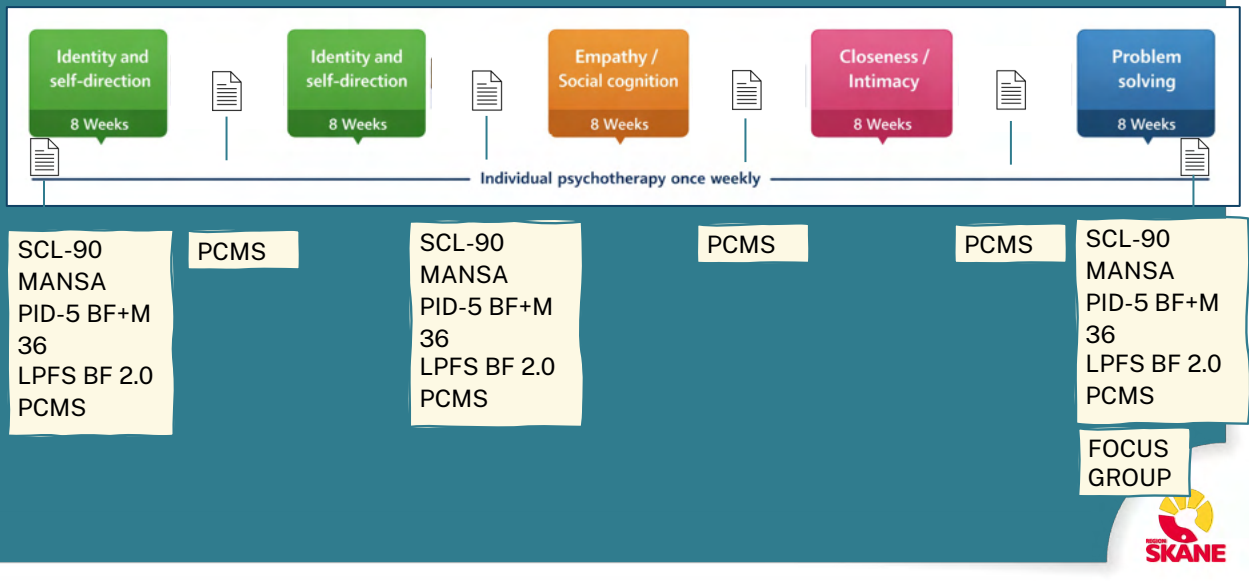 Identity and
self-direction
8 Weeks
Identity and
self-direction
8 Weeks
Empathy /
Social cognition
8 Weeks
Closeness /
Intimacy
8 Weeks
Problem
solving
8 Weeks
Individual psychotherapy once weekly
SCL-90
MANSA
PID-5 BF+M
36
LPFS BF 2.0
PCMS
PCMS
SCL-90
MANSA
PID-5 BF+M
36
LPFS BF 2.0
PCMS
PCMS
PCMS
SCL-90
MANSA
PID-5 BF+M
36
LPFS BF 2.0
PCMS
FOCUS
GROUP
REGION
SKÅNE